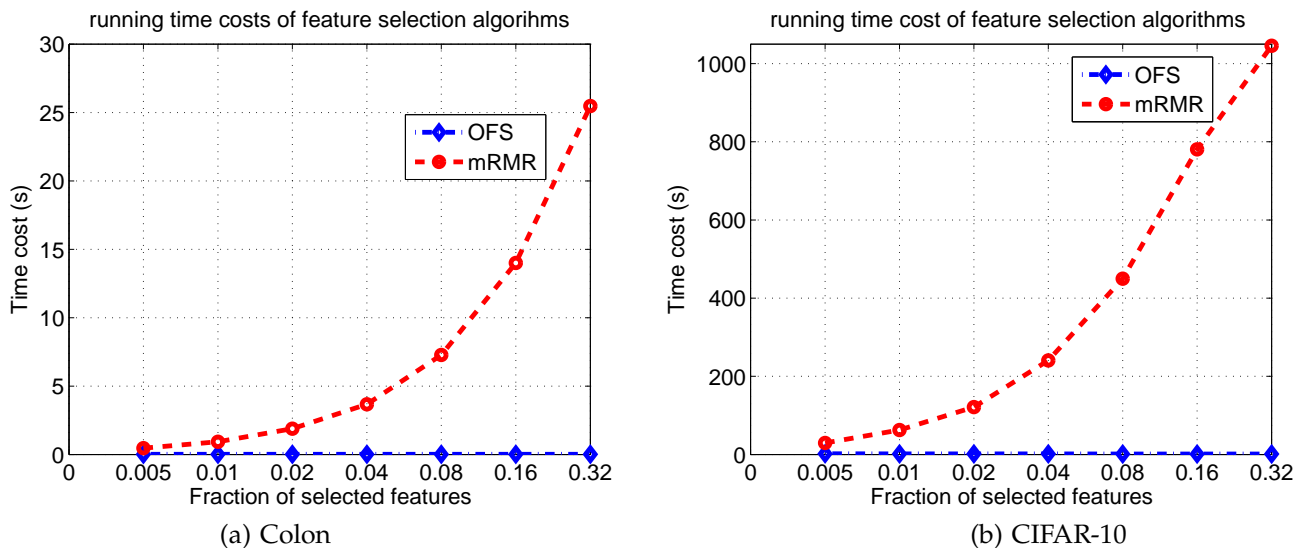 running time costs of feature selection algorihms
30
25
20
15
10
5
0
Time cost (s)
OFS
mRMR
0 0.005 0.01 0.02 0.04 0.08 0.16 0.32
Fraction of selected features
(a) Colon
running time cost of feature selection algorithms
1000
800
600
400
200
0
Time cost (s)
OFS
mRMR
0 0.005 0.01 0.02 0.04 0.08 0.16 0.32
Fraction of selected features
(b) CIFAR-10